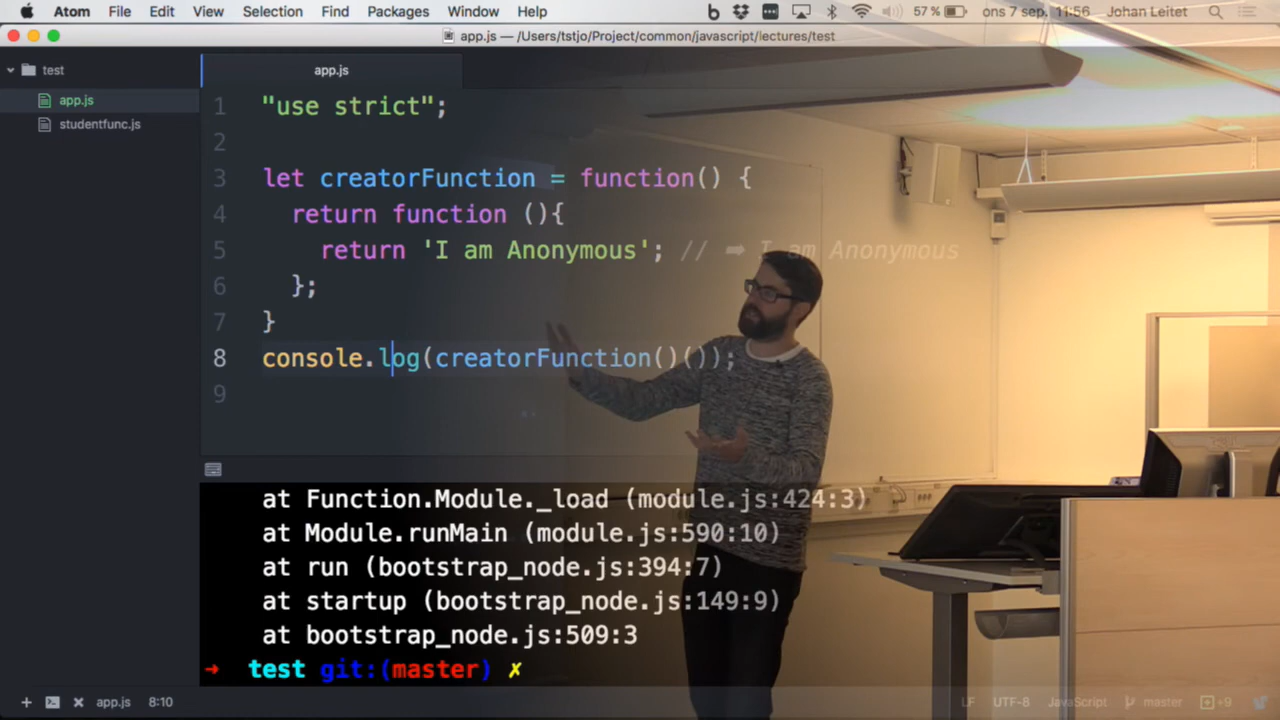 Atom File Edit View Selection Find Packages Window Help 57 % ons 7 sep. 11:56 Johan Leitet
app.js — /Users/tstjo/Project/common/javascript/lectures/test
test
app.js
studentfunc.js
app.js
1 "use strict";
2
3 let creatorFunction = function() {
4 return function (){
5 return 'I am Anonymous'; // ➡ I am Anonymous
6 };
7 }
8 console.log(creatorFunction()());
9
at Function.Module._load (module.js:424:3)
at Module.runMain (module.js:590:10)
at run (bootstrap_node.js:394:7)
at startup (bootstrap_node.js:149:9)
at bootstrap_node.js:509:3
➜ test git:(master) ✗
+ app.js 8:10 LF UTF-8 JavaScript master +9